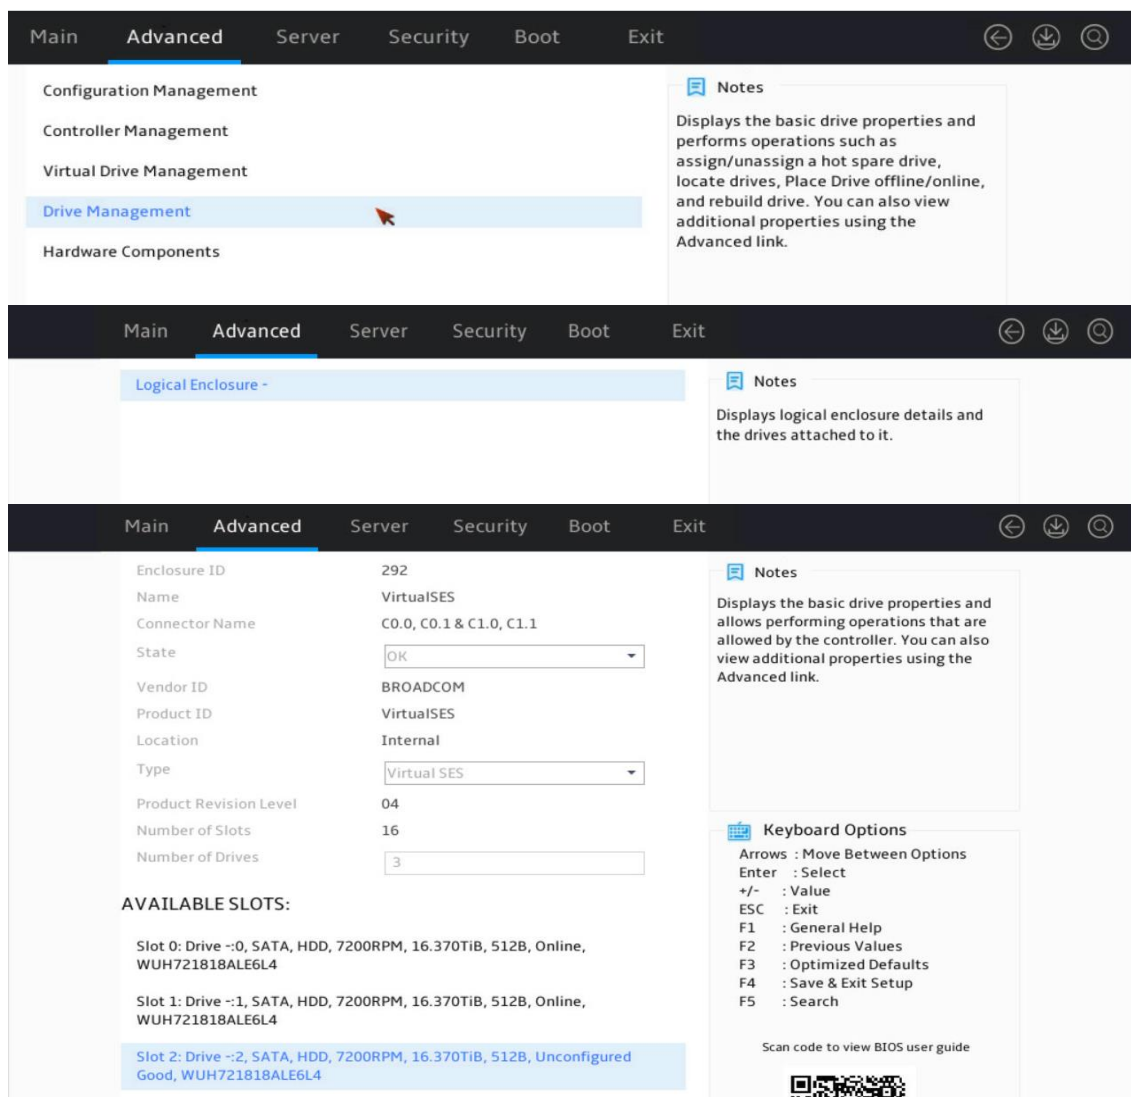 Main Advanced Server Security Boot Exit
Configuration Management
Controller Management
Virtual Drive Management
Drive Management
Hardware Components
Notes
Displays the basic drive properties and
performs operations such as
assign/unassign a hot spare drive,
locate drives, Place Drive offline/online,
and rebuild drive. You can also view
additional properties using the
Advanced link.
Main Advanced Server Security Boot Exit
Logical Enclosure -
Notes
Displays logical enclosure details and
the drives attached to it.
Main Advanced Server Security Boot Exit
Enclosure ID 292
Name VirtualSES
Connector Name C0.0, C0.1 & C1.0, C1.1
State OK
Vendor ID BROADCOM
Product ID VirtualSES
Location Internal
Type Virtual SES
Product Revision Level 04
Number of Slots 16
Number of Drives 3
AVAILABLE SLOTS:
Slot 0: Drive -:0, SATA, HDD, 7200RPM, 16.370TiB, 512B, Online,
WUH721818ALE6L4
Slot 1: Drive -:1, SATA, HDD, 7200RPM, 16.370TiB, 512B, Online,
WUH721818ALE6L4
Slot 2: Drive -:2, SATA, HDD, 7200RPM, 16.370TiB, 512B, Unconfigured
Good, WUH721818ALE6L4
Notes
Displays the basic drive properties and
allows performing operations that are
allowed by the controller. You can also
view additional properties using the
Advanced link.
Keyboard Options
Arrows : Move Between Options
Enter : Select
+/- : Value
ESC : Exit
F1 : General Help
F2 : Previous Values
F3 : Optimized Defaults
F4 : Save & Exit Setup
F5 : Search
Scan code to view BIOS user guide